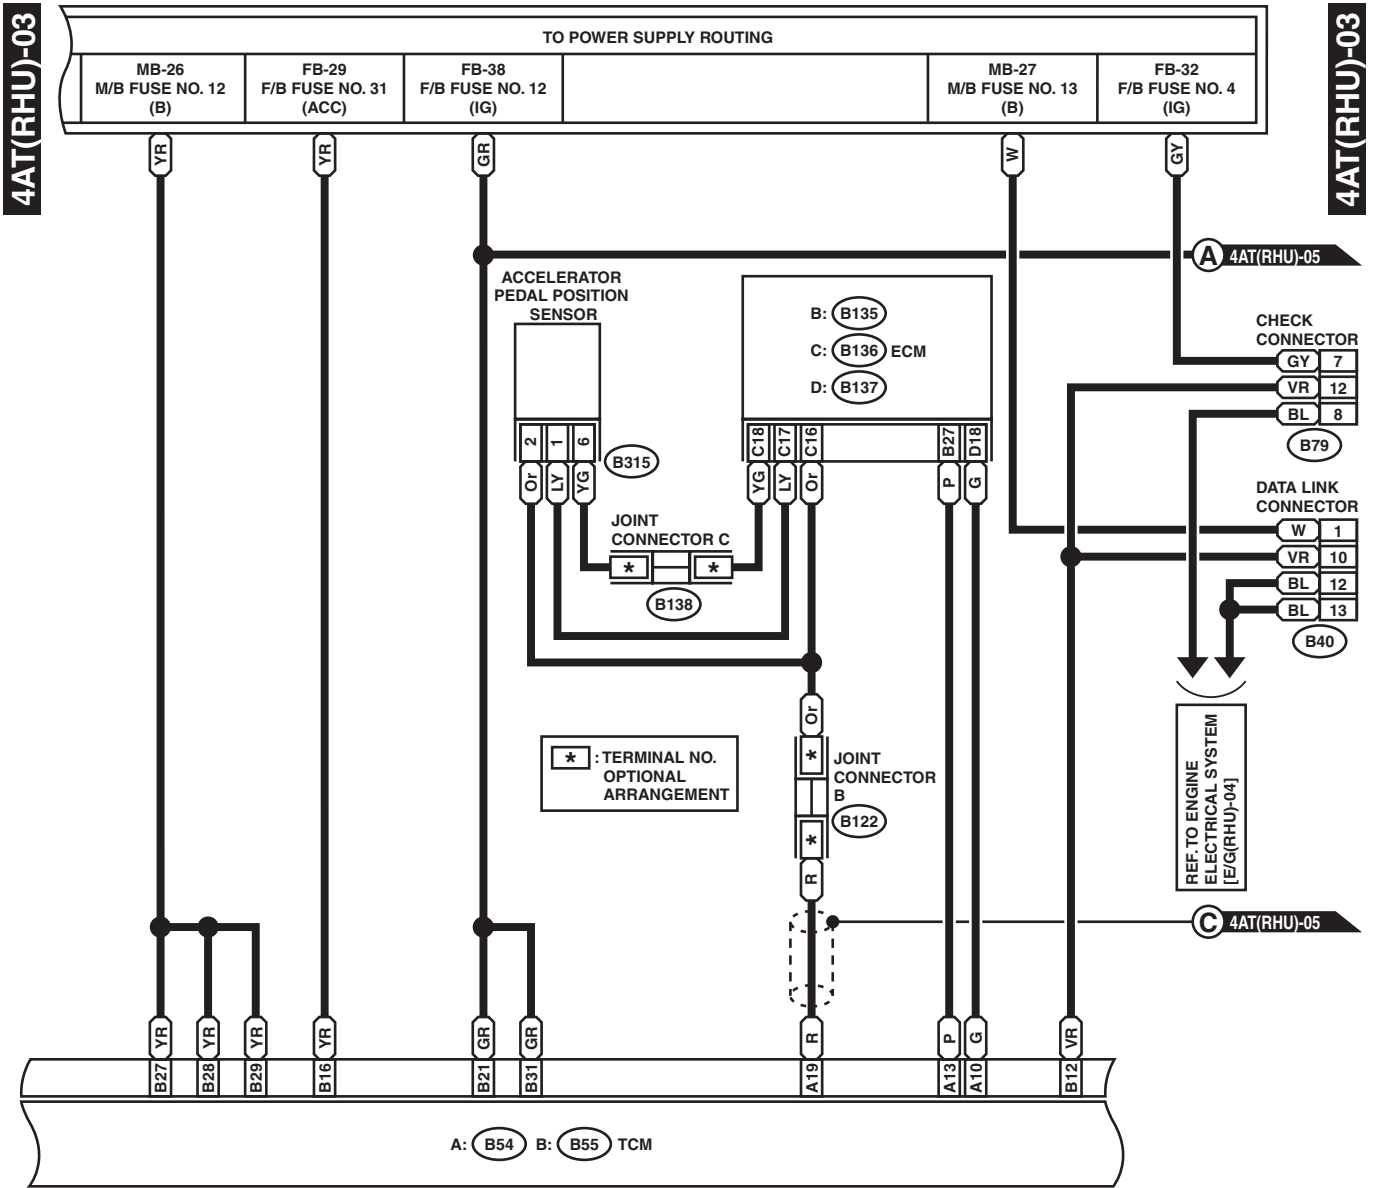 4AT(RHU)-03
4AT(RHU)-03
TO POWER SUPPLY ROUTING
MB-26
M/B FUSE NO. 12
(B)
FB-29
F/B FUSE NO. 31
(ACC)
FB-38
F/B FUSE NO. 12
(IG)
MB-27
M/B FUSE NO. 13
(B)
FB-32
F/B FUSE NO. 4
(IG)
YR
YR
GR
W
GY
A 4AT(RHU)-05
ACCELERATOR
PEDAL POSITION
SENSOR
B: B135
C: B136 ECM
D: B137
CHECK
CONNECTOR
GY 7
VR 12
BL 8
B79
2 1 6
B315
C18 C17 C16 B27 D18
Or LY YG
YG LY Or P G
DATA LINK
CONNECTOR
W 1
VR 10
BL 12
BL 13
B40
JOINT
CONNECTOR C
* *
B138
Or
*
JOINT
CONNECTOR
B
B122
*
R
* : TERMINAL NO.
OPTIONAL
ARRANGEMENT
REF. TO ENGINE
ELECTRICAL SYSTEM
[E/G(RHU)-04]
C 4AT(RHU)-05
YR YR YR YR GR GR R P G VR
B27 B28 B29 B16 B21 B31 A19 A13 A10 B12
A: B54 B: B55 TCM